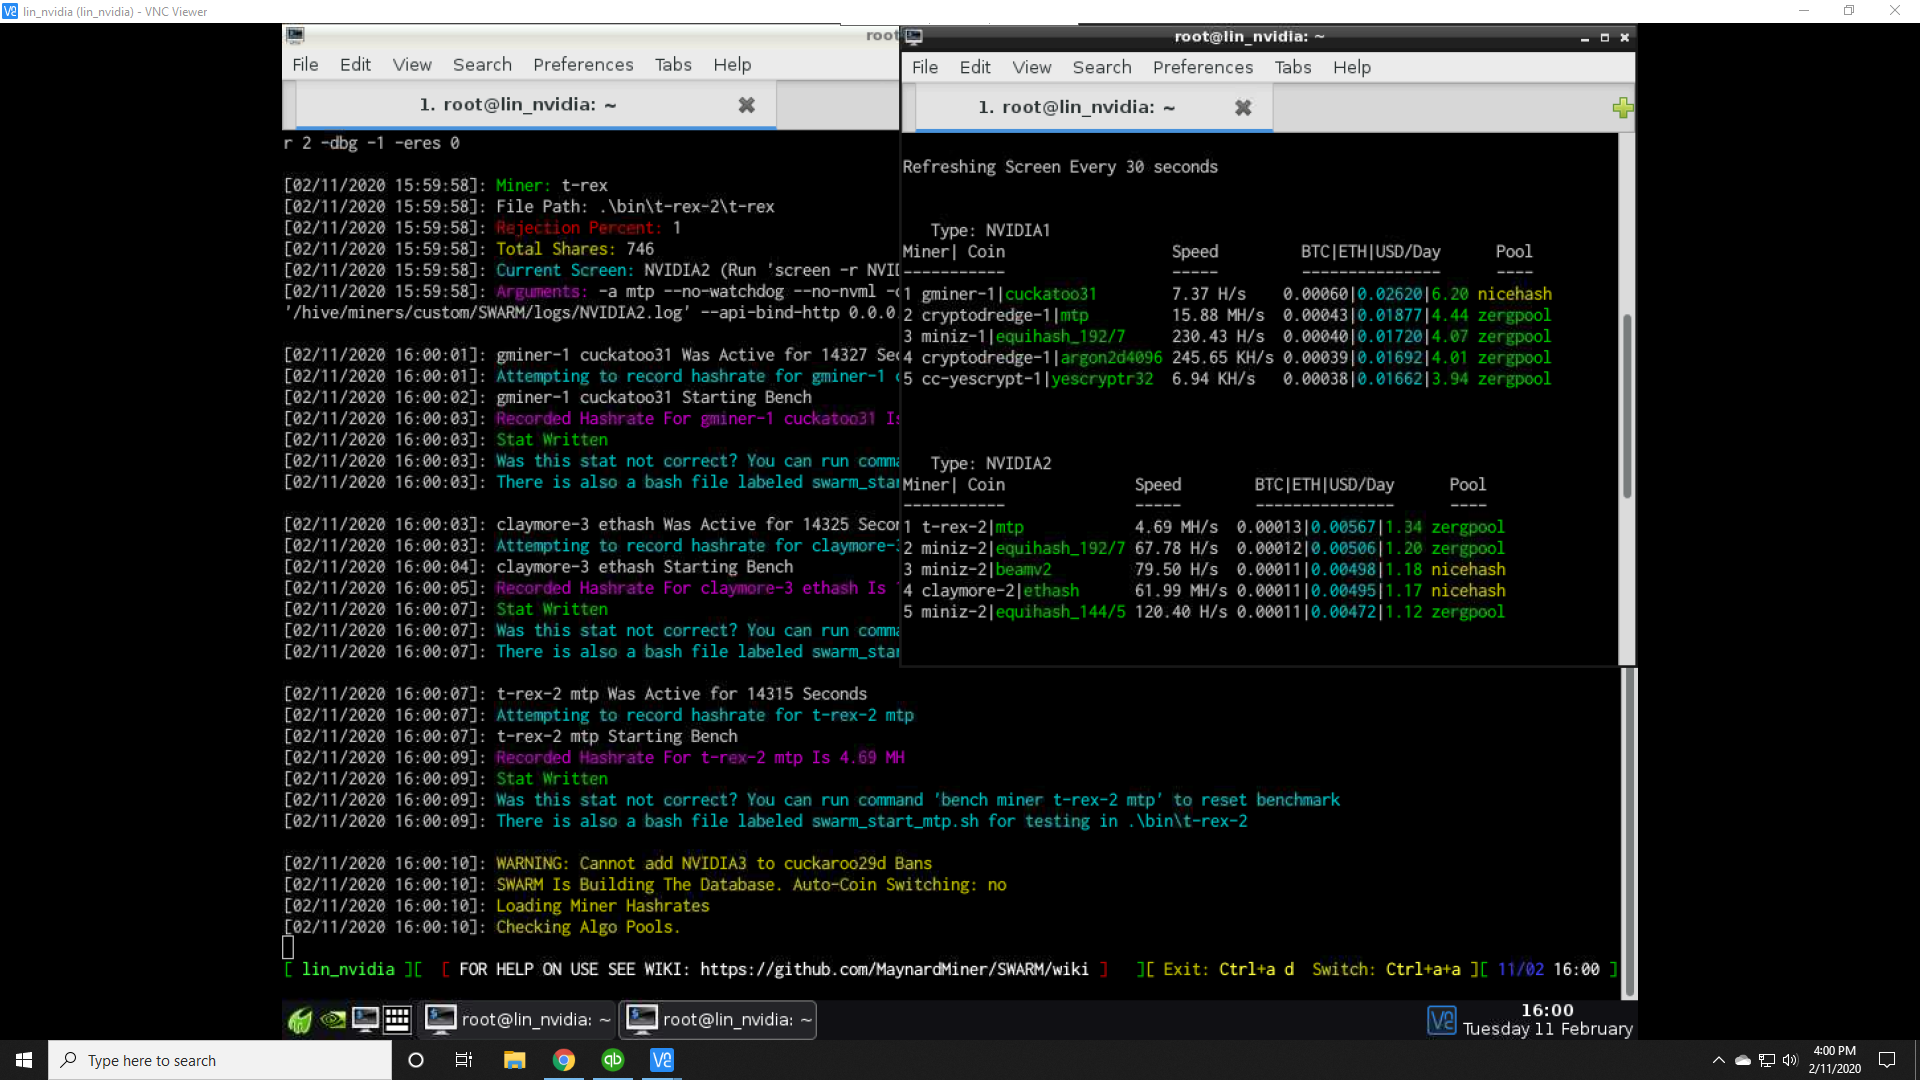 lin_nvidia (lin_nvidia) - VNC Viewer
root
File Edit View Search Preferences Tabs Help
1. root@lin_nvidia: ~
r 2 -dbg -1 -eres 0
[02/11/2020 15:59:58]: Miner: t-rex
[02/11/2020 15:59:58]: File Path: .\bin\t-rex-2\t-rex
[02/11/2020 15:59:58]: Rejection Percent: 1
[02/11/2020 15:59:58]: Total Shares: 746
[02/11/2020 15:59:58]: Current Screen: NVIDIA2 (Run 'screen -r NVI
[02/11/2020 15:59:58]: Arguments: -a mtp --no-watchdog --no-nvml -
'/hive/miners/custom/SWARM/logs/NVIDIA2.log' --api-bind-http 0.0.0.
[02/11/2020 16:00:01]: gminer-1 cuckatoo31 Was Active for 14327 Sec
[02/11/2020 16:00:01]: Attempting to record hashrate for gminer-1 c
[02/11/2020 16:00:02]: gminer-1 cuckatoo31 Starting Bench
[02/11/2020 16:00:03]: Recorded Hashrate For gminer-1 cuckatoo31 Is
[02/11/2020 16:00:03]: Stat Written
[02/11/2020 16:00:03]: Was this stat not correct? You can run comma
[02/11/2020 16:00:03]: There is also a bash file labeled swarm_star
[02/11/2020 16:00:03]: claymore-3 ethash Was Active for 14325 Secon
[02/11/2020 16:00:03]: Attempting to record hashrate for claymore-3
[02/11/2020 16:00:04]: claymore-3 ethash Starting Bench
[02/11/2020 16:00:05]: Recorded Hashrate For claymore-3 ethash Is
[02/11/2020 16:00:07]: Stat Written
[02/11/2020 16:00:07]: Was this stat not correct? You can run comma
[02/11/2020 16:00:07]: There is also a bash file labeled swarm_star
[02/11/2020 16:00:07]: t-rex-2 mtp Was Active for 14315 Seconds
[02/11/2020 16:00:07]: Attempting to record hashrate for t-rex-2 mtp
[02/11/2020 16:00:07]: t-rex-2 mtp Starting Bench
[02/11/2020 16:00:09]: Recorded Hashrate For t-rex-2 mtp Is 4.69 MH
[02/11/2020 16:00:09]: Stat Written
[02/11/2020 16:00:09]: Was this stat not correct? You can run command 'bench miner t-rex-2 mtp' to reset benchmark
[02/11/2020 16:00:09]: There is also a bash file labeled swarm_start_mtp.sh for testing in .\bin\t-rex-2
[02/11/2020 16:00:10]: WARNING: Cannot add NVIDIA3 to cuckaroo29d Bans
[02/11/2020 16:00:10]: SWARM Is Building The Database. Auto-Coin Switching: no
[02/11/2020 16:00:10]: Loading Miner Hashrates
[02/11/2020 16:00:10]: Checking Algo Pools.
[ lin_nvidia ][ [ FOR HELP ON USE SEE WIKI: https://github.com/MaynardMiner/SWARM/wiki ] ][ Exit: Ctrl+a d Switch: Ctrl+a+a ][ 11/02 16:00 ]
root@lin_nvidia: ~
File Edit View Search Preferences Tabs Help
1. root@lin_nvidia: ~
Refreshing Screen Every 30 seconds
Type: NVIDIA1
Miner| Coin Speed BTC|ETH|USD/Day Pool
----------- ----- --------------- ----
1 gminer-1|cuckatoo31 7.37 H/s 0.00060|0.02620|6.20 nicehash
2 cryptodredge-1|mtp 15.88 MH/s 0.00043|0.01877|4.44 zergpool
3 miniz-1|equihash_192/7 230.43 H/s 0.00040|0.01720|4.07 zergpool
4 cryptodredge-1|argon2d4096 245.65 KH/s 0.00039|0.01692|4.01 zergpool
5 cc-yescrypt-1|yescryptr32 6.94 KH/s 0.00038|0.01662|3.94 zergpool
Type: NVIDIA2
Miner| Coin Speed BTC|ETH|USD/Day Pool
----------- ----- --------------- ----
1 t-rex-2|mtp 4.69 MH/s 0.00013|0.00567|1.34 zergpool
2 miniz-2|equihash_192/7 67.78 H/s 0.00012|0.00506|1.20 zergpool
3 miniz-2|beamv2 79.50 H/s 0.00011|0.00498|1.18 nicehash
4 claymore-2|ethash 61.99 MH/s 0.00011|0.00495|1.17 nicehash
5 miniz-2|equihash_144/5 120.40 H/s 0.00011|0.00472|1.12 zergpool
root@lin_nvidia: ~
root@lin_nvidia: ~
16:00
Tuesday 11 February
Type here to search
4:00 PM
2/11/2020